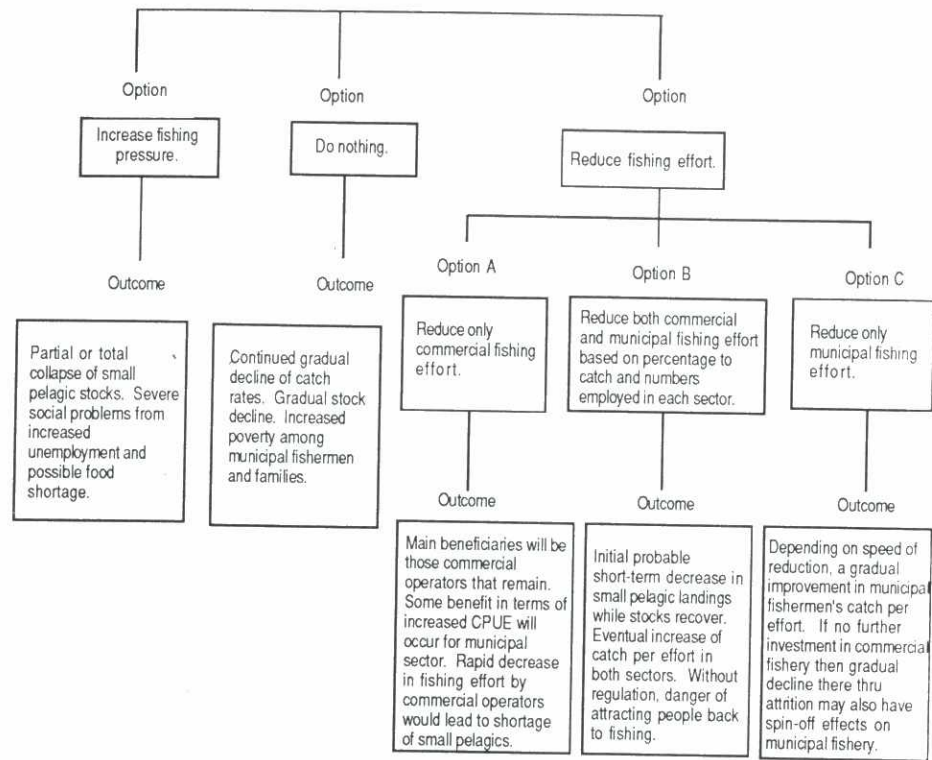 Option
Increase fishing
pressure.
Outcome
Partial or total
collapse of small
pelagic stocks. Severe
social problems from
increased
unemployment and
possible food
shortage.
Option
Do nothing.
Outcome
Continued gradual
decline of catch
rates. Gradual stock
decline. Increased
poverty among
municipal fishermen
and families.
Option
Reduce fishing effort.
Option A
Reduce only
commercial fishing
effort.
Outcome
Main beneficiaries will be
those commercial
operators that remain.
Some benefit in terms of
increased CPUE will
occur for municipal
sector. Rapid decrease
in fishing effort by
commercial operators
would lead to shortage
of small pelagics.
Option B
Reduce both commercial
and municipal fishing effort
based on percentage to
catch and numbers
employed in each sector.
Outcome
Initial probable
short-term decrease in
small pelagic landings
while stocks recover.
Eventual increase of
catch per effort in
both sectors. Without
regulation, danger of
attracting people back
to fishing.
Option C
Reduce only
municipal fishing
effort.
Outcome
Depending on speed of
reduction, a gradual
improvement in municipal
fishermen's catch per
effort. If no further
investment in commercial
fishery then gradual
decline there thru
attrition may also have
spin-off effects on
municipal fishery.